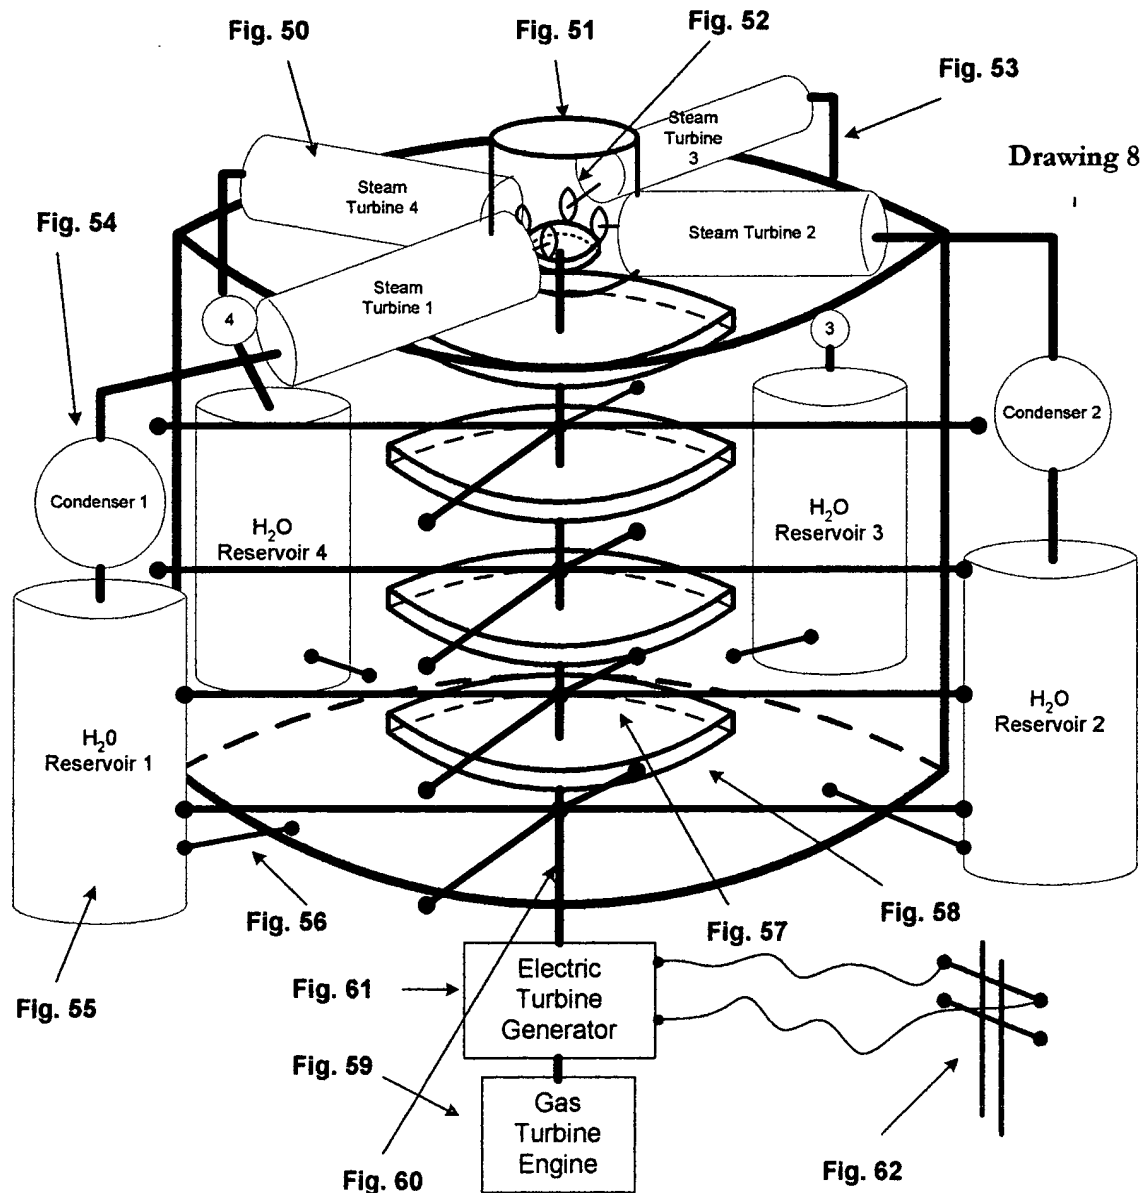 Fig. 50
Fig. 51
Fig. 52
Fig. 53
Drawing 8
Steam
Turbine
3
Steam
Turbine 4
Steam Turbine 2
Fig. 54
Steam
Turbine 1
4
3
Condenser 1
Condenser 2
H₂O
Reservoir 4
H₂O
Reservoir 3
H₂0
Reservoir 1
H₂O
Reservoir 2
Fig. 56
Fig. 57
Fig. 58
Fig. 55
Fig. 61
Electric
Turbine
Generator
Fig. 59
Gas
Turbine
Engine
Fig. 60
Fig. 62